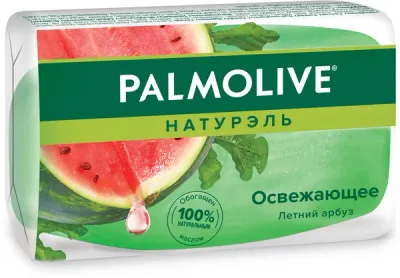 PALMOLIVE®
НАТУРЭЛЬ
Обогащен
100%
НАТУРАЛЬНЫМ
маслом
Освежающее
Летний арбуз